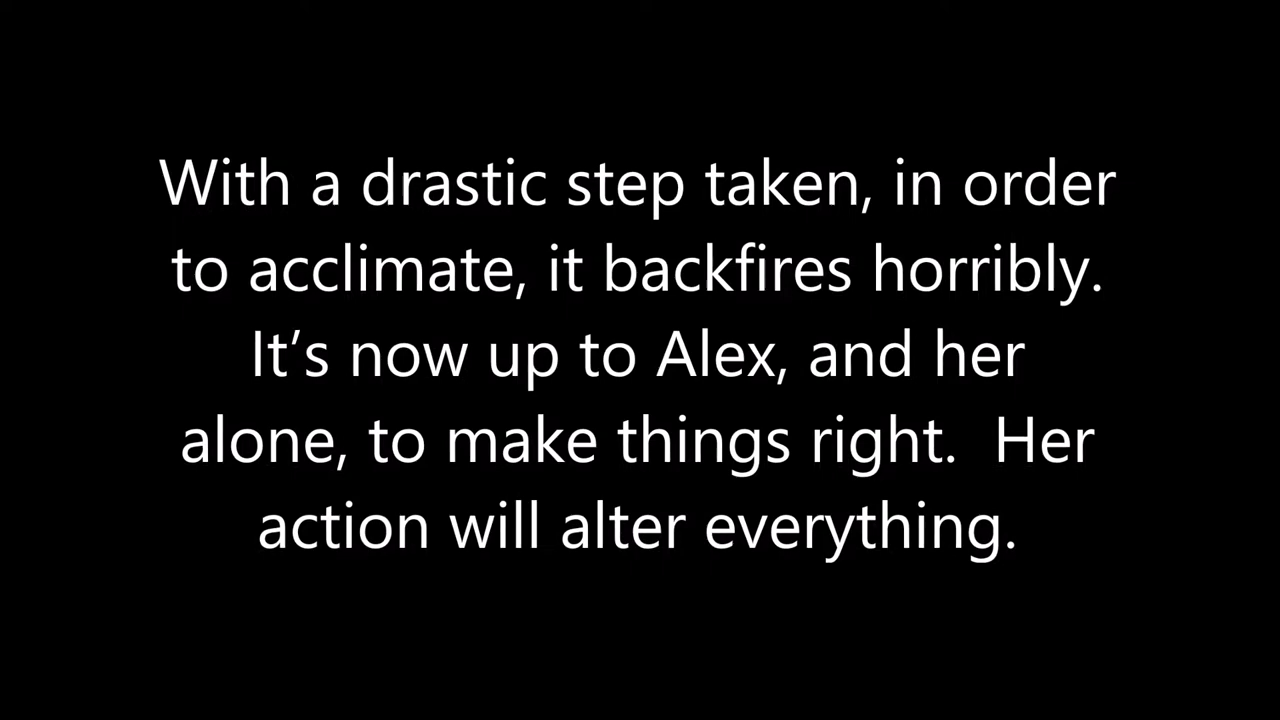 With a drastic step taken, in order
to acclimate, it backfires horribly.
It’s now up to Alex, and her
alone, to make things right.  Her
action will alter everything.